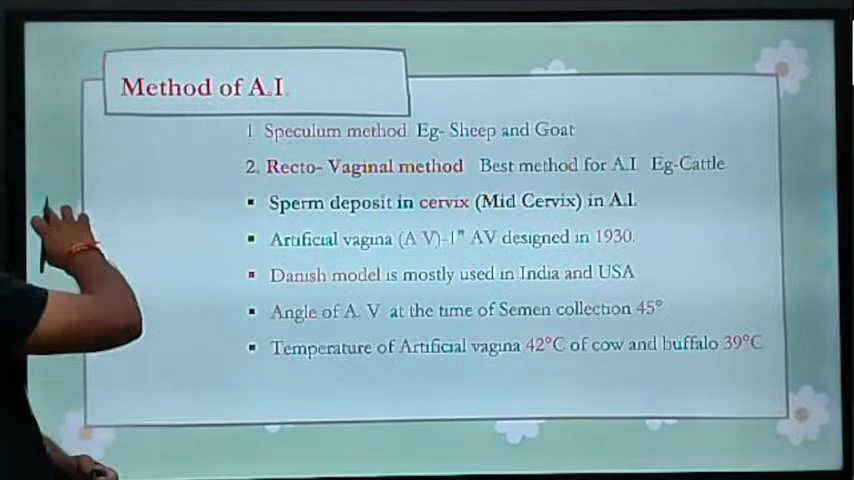 Method of A.I.
1 Speculum method Eg- Sheep and Goat
2. Recto- Vaginal method Best method for A.I Eg-Cattle
▪ Sperm deposit in cervix (Mid Cervix) in A.I.
▪ Artificial vagina (A V)-1ˢᵗ AV designed in 1930.
▪ Danish model is mostly used in India and USA
▪ Angle of A. V at the time of Semen collection 45°
▪ Temperature of Artificial vagina 42°C of cow and buffalo 39°C